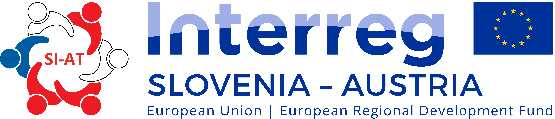 SI-AT
Interreg
SLOVENIA – AUSTRIA
European Union | European Regional Development Fund